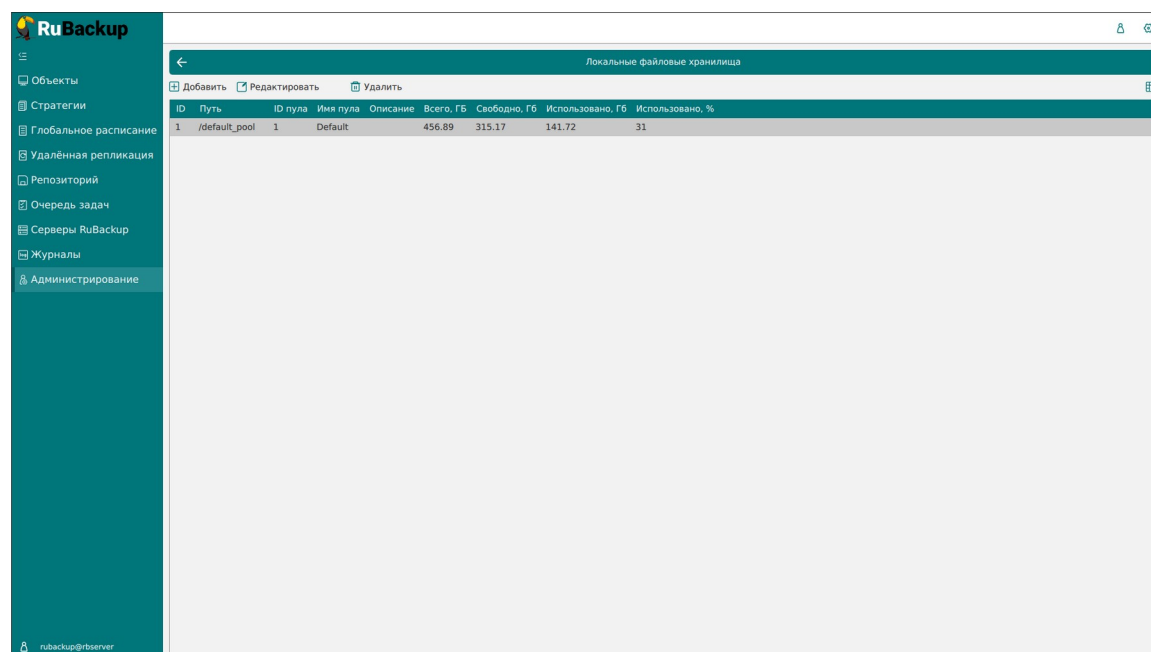 RuBackup
Локальные файловые хранилища
Объекты
Стратегии
Глобальное расписание
Удалённая репликация
Репозиторий
Очередь задач
Серверы RuBackup
Журналы
Администрирование
Добавить Редактировать Удалить
ID Путь ID пула Имя пула Описание Всего, ГБ Свободно, Гб Использовано, Гб Использовано, %
1 /default_pool 1 Default 456.89 315.17 141.72 31
rubackup@rbserver